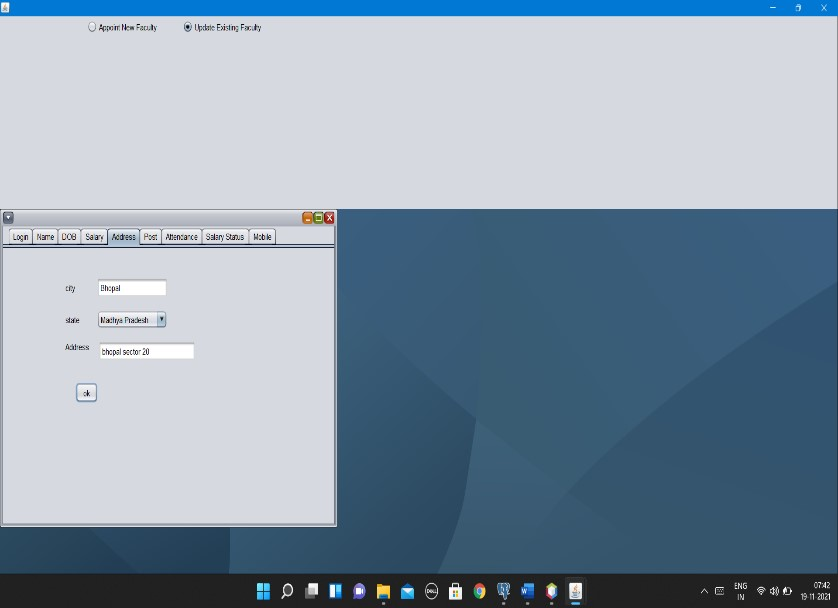 Appoint New Faculty Update Existing Faculty
Login Name DOB Salary Address Post Attendance Salary Status Mobile
city Bhopal
state Madhya Pradesh
Address bhopal sector 20
ok
DELL
ENG
IN
07:42
19-11-2021